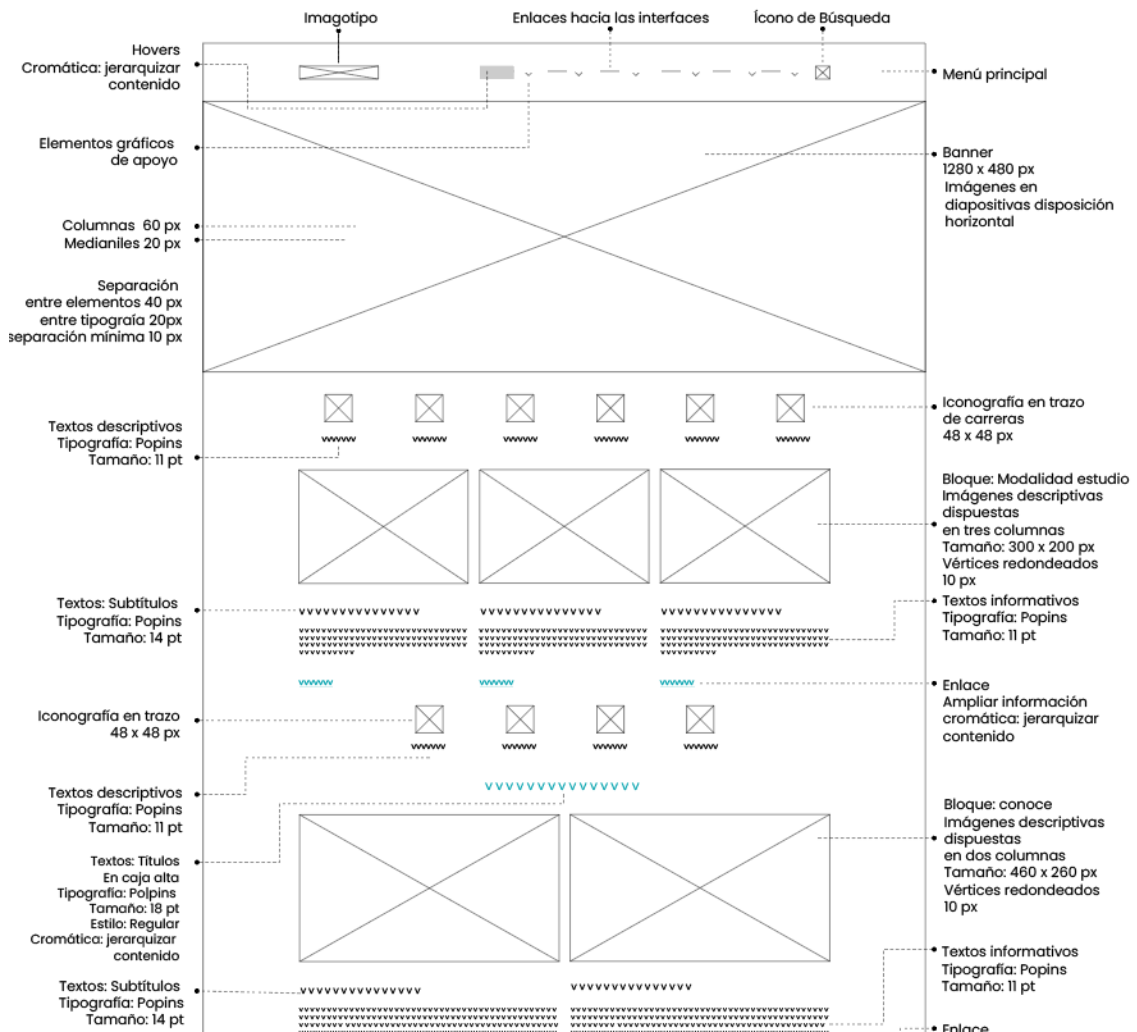 Imagotipo
Enlaces hacia las interfaces
Ícono de Búsqueda
Hovers
Cromática: jerarquizar
contenido
Menú principal
Elementos gráficos
de apoyo
Banner
1280 x 480 px
Imágenes en
diapositivas disposición
horizontal
Columnas 60 px
Medianiles 20 px
Separación
entre elementos 40 px
entre tipograía 20px
separación mínima 10 px
Iconografía en trazo
de carreras
48 x 48 px
Textos descriptivos
Tipografía: Popins
Tamaño: 11 pt
Bloque: Modalidad estudio
Imágenes descriptivas
dispuestas
en tres columnas
Tamaño: 300 x 200 px
Vértices redondeados
10 px
Textos: Subtítulos
Tipografía: Popins
Tamaño: 14 pt
Textos informativos
Tipografía: Popins
Tamaño: 11 pt
Enlace
Ampliar información
cromática: jerarquizar
contenido
Iconografía en trazo
48 x 48 px
Textos descriptivos
Tipografía: Popins
Tamaño: 11 pt
Bloque: conoce
Imágenes descriptivas
dispuestas
en dos columnas
Tamaño: 460 x 260 px
Vértices redondeados
10 px
Textos: Títulos
En caja alta
Tipografía: Polpins
Tamaño: 18 pt
Estilo: Regular
Cromática: jerarquizar
contenido
Textos informativos
Tipografía: Popins
Tamaño: 11 pt
Textos: Subtítulos
Tipografía: Popins
Tamaño: 14 pt
Enlace